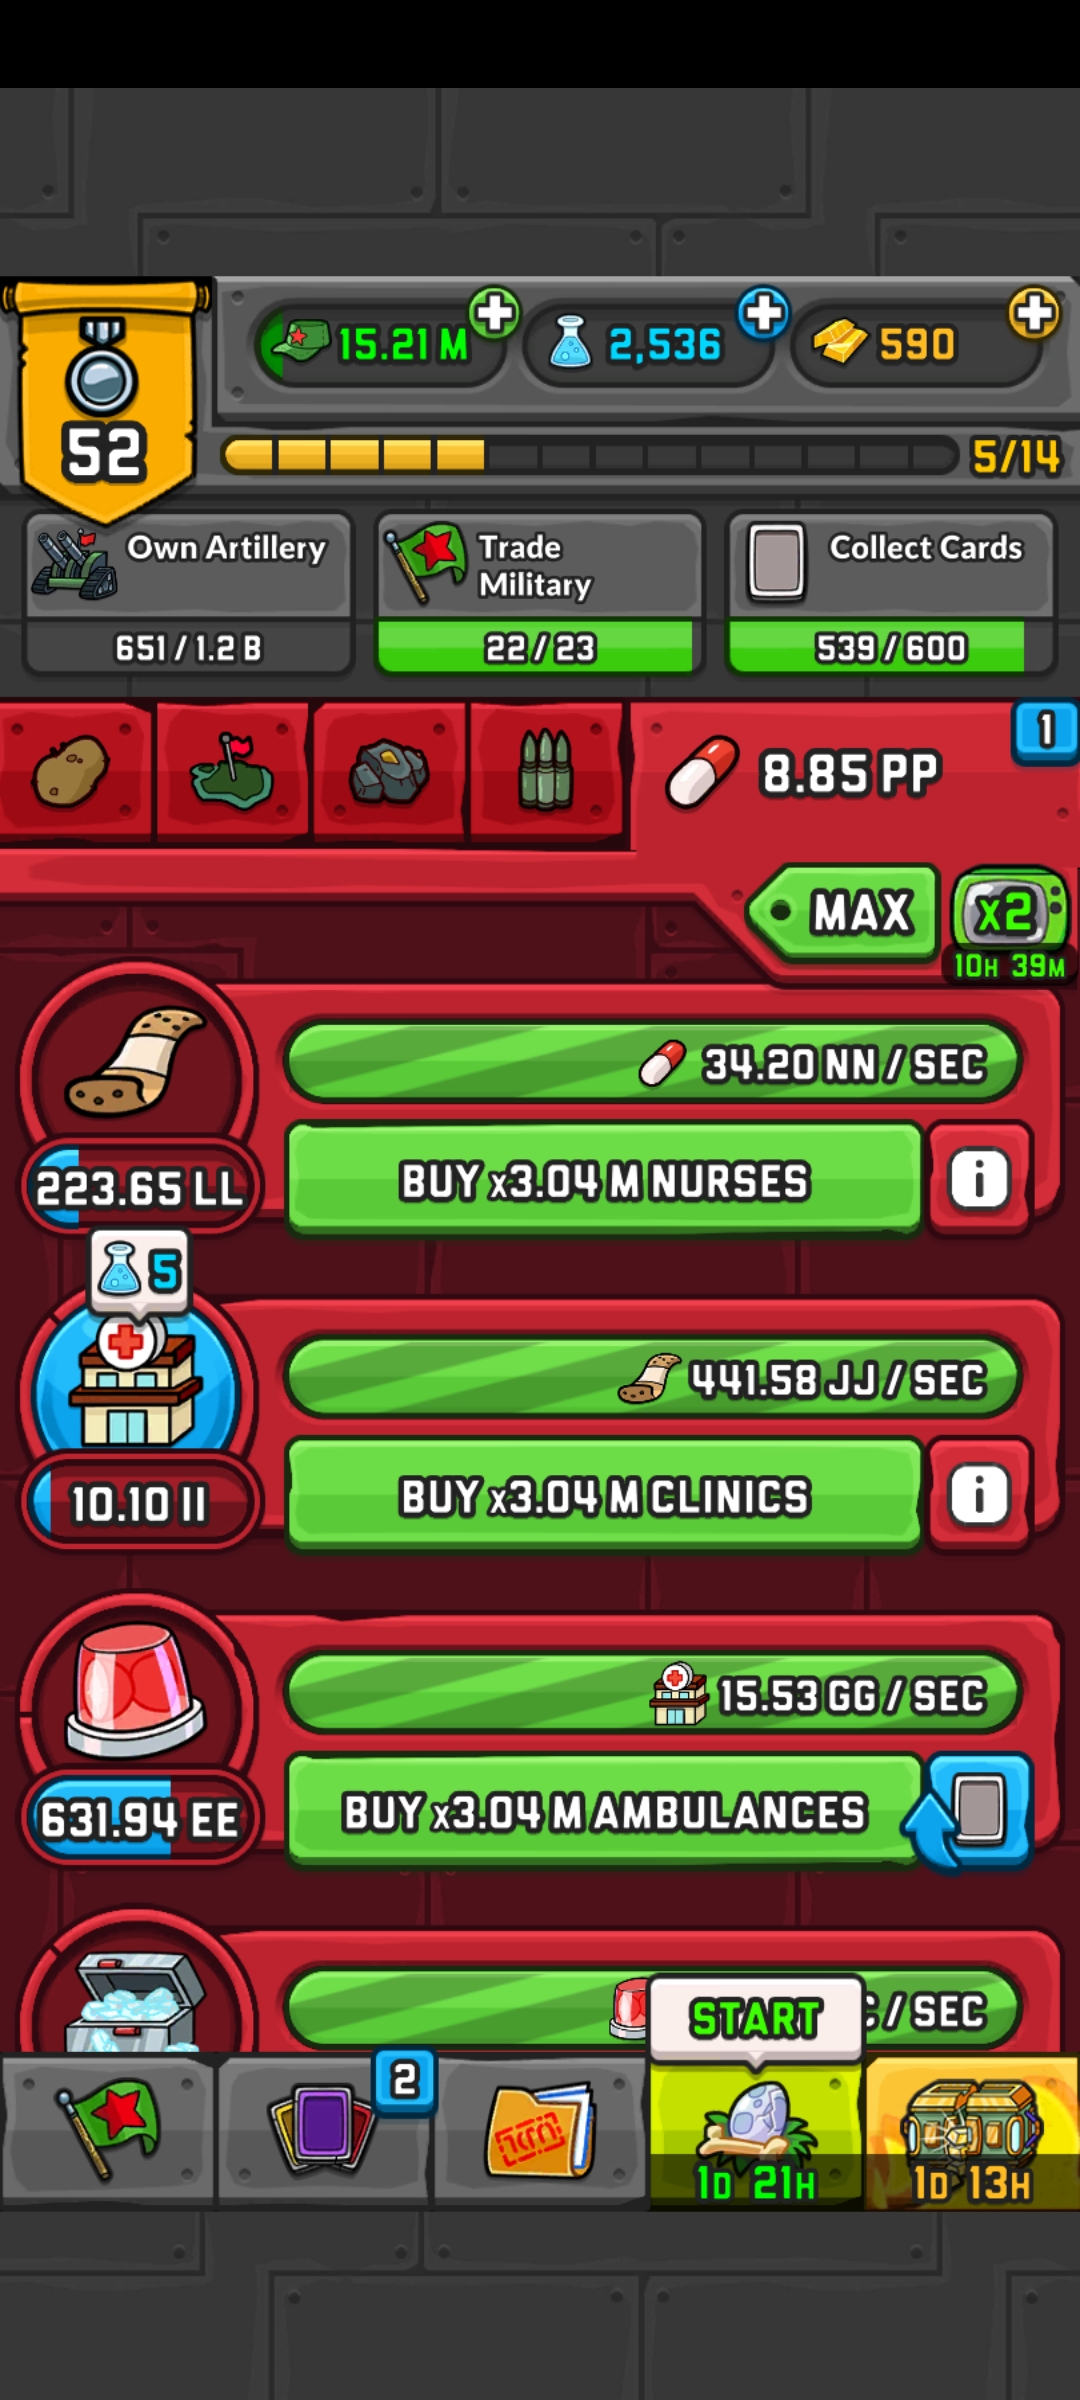 15.21 M
2,536
590
52
5/14
Own Artillery
651 / 1.2 B
Trade
Military
22 / 23
Collect Cards
539 / 600
8.85 PP
1
MAX
x2
10H 39M
34.20 NN / SEC
223.65 LL
BUY x3.04 M NURSES
i
5
441.58 JJ / SEC
10.10 II
BUY x3.04 M CLINICS
i
15.53 GG / SEC
631.94 EE
BUY x3.04 M AMBULANCES
/ SEC
START
2
1D 21H
1D 13H